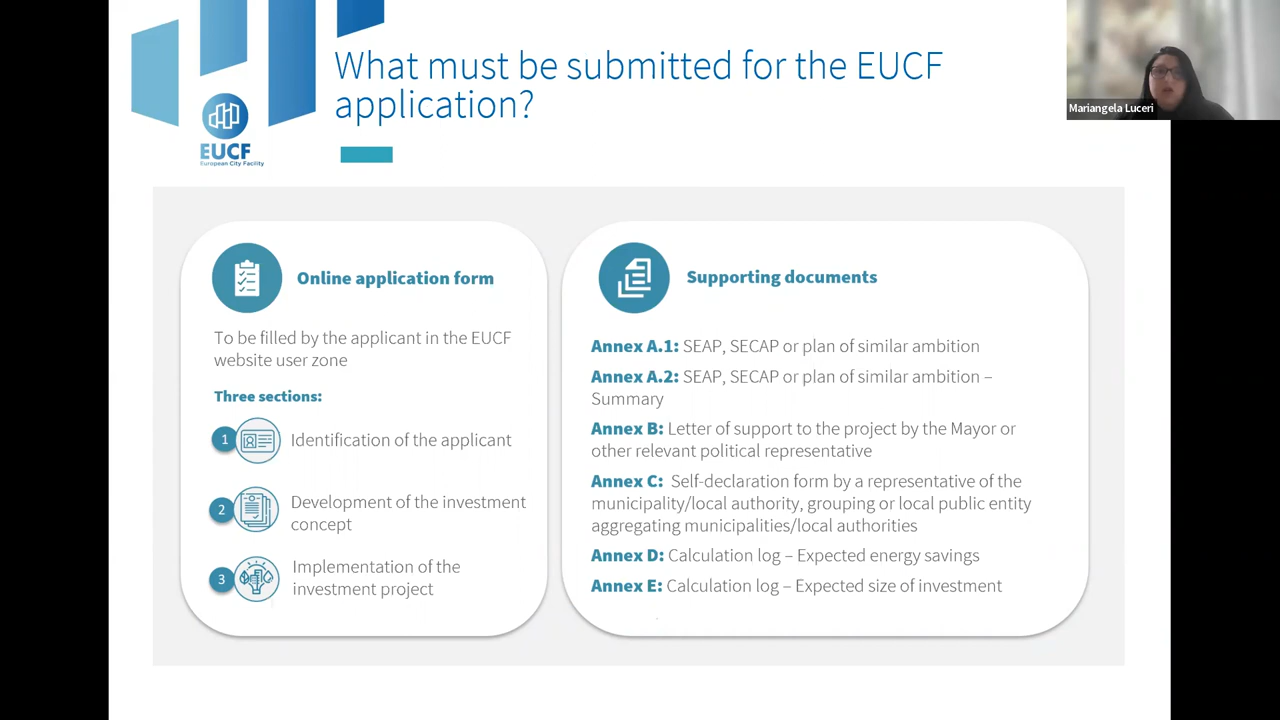 What must be submitted for the EUCF
application?
Mariangela Luceri
EUCF
European City Facility
Online application form
To be filled by the applicant in the EUCF
website user zone
Three sections:
1 Identification of the applicant
2 Development of the investment
concept
3 Implementation of the
investment project
Supporting documents
Annex A.1: SEAP, SECAP or plan of similar ambition
Annex A.2: SEAP, SECAP or plan of similar ambition –
Summary
Annex B: Letter of support to the project by the Mayor or
other relevant political representative
Annex C: Self-declaration form by a representative of the
municipality/local authority, grouping or local public entity
aggregating municipalities/local authorities
Annex D: Calculation log – Expected energy savings
Annex E: Calculation log – Expected size of investment